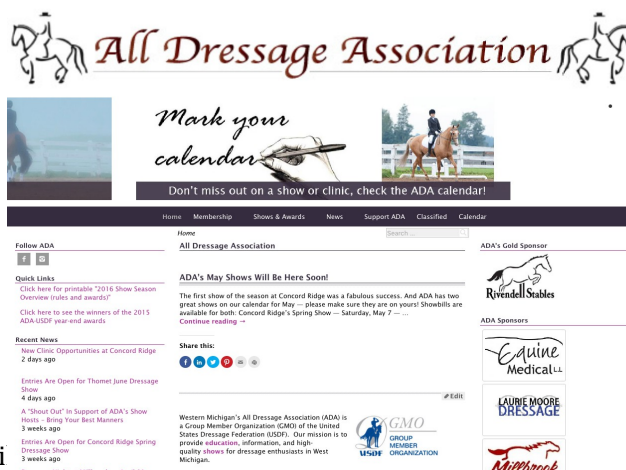 All Dressage Association
Mark your
calendar
Don't miss out on a show or clinic, check the ADA calendar!
Home Membership Shows & Awards News Support ADA Classified Calendar
Home
Search ...
Follow ADA
Quick Links
Click here for printable "2016 Show Season
Overview (rules and awards)"
Click here to see the winners of the 2015
ADA-USDF year-end awards
Recent News
New Clinic Opportunities at Concord Ridge
2 days ago
Entries Are Open for Thomet June Dressage
Show
4 days ago
A "Shout Out" In Support of ADA's Show
Hosts – Bring Your Best Manners
3 weeks ago
Entries Are Open for Concord Ridge Spring
Dressage Show
3 weeks ago
i
All Dressage Association
ADA's May Shows Will Be Here Soon!
The first show of the season at Concord Ridge was a fabulous success. And ADA has two
great shows on our calendar for May — please make sure they are on yours! Showbills are
available for both: Concord Ridge's Spring Show — Saturday, May 7 — ...
Continue reading →
Share this:
Edit
Western Michigan's All Dressage Association (ADA) is
a Group Member Organization (GMO) of the United
States Dressage Federation (USDF). Our mission is to
provide education, information, and high-
quality shows for dressage enthusiasts in West
Michigan.
GMO
GROUP
MEMBER
ORGANIZATION
USDF
ADA's Gold Sponsor
Rivendell Stables
ADA Sponsors
Equine
Medical LL
LAURIE MOORE
DRESSAGE
Millbrook